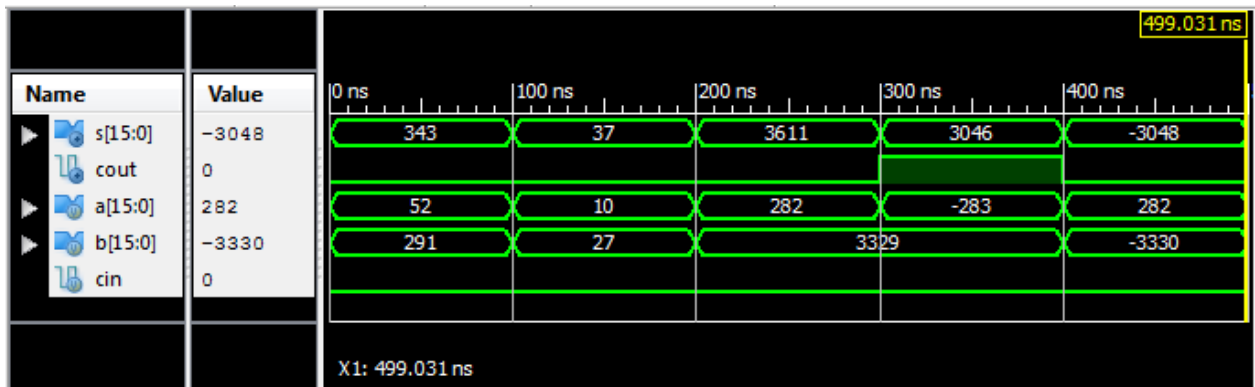 499.031 ns
Name Value 0 ns 100 ns 200 ns 300 ns 400 ns
s[15:0] -3048 343 37 3611 3046 -3048
cout 0
a[15:0] 282 52 10 282 -283 282
b[15:0] -3330 291 27 3329 -3330
cin 0
X1: 499.031 ns